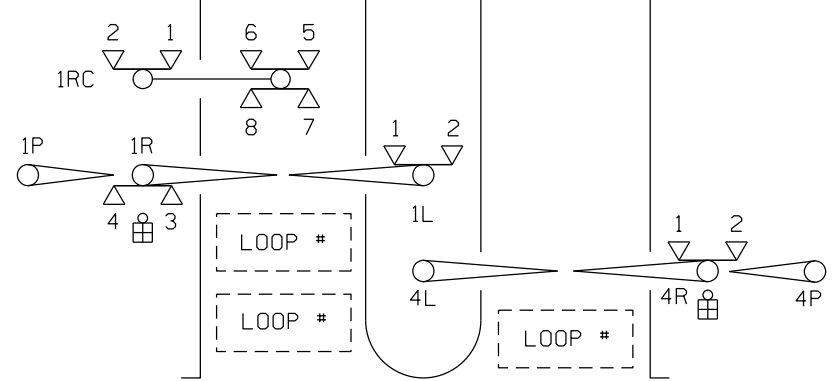 2 1 6 5
1RC
8 7
1P 1R 1 2
4 3 1L
LOOP #
1 2
4L 4R 4P
LOOP #
LOOP #